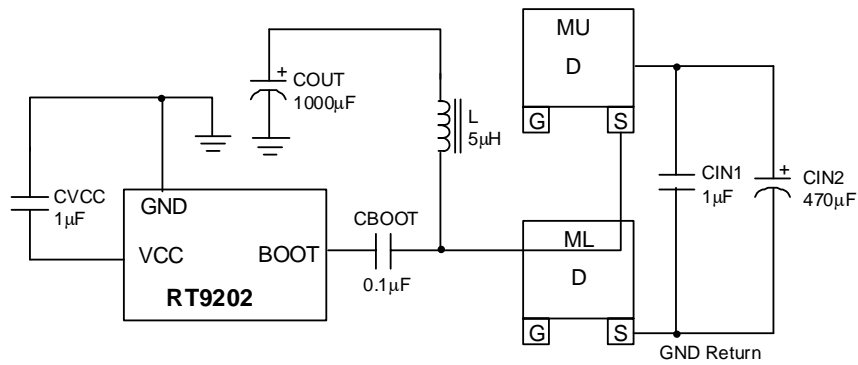 MU
D
G
S
+
COUT
1000µF
L
5µH
CVCC
1µF
GND
VCC
BOOT
RT9202
CBOOT
0.1µF
ML
D
G
S
CIN1
1µF
+
CIN2
470µF
GND Return